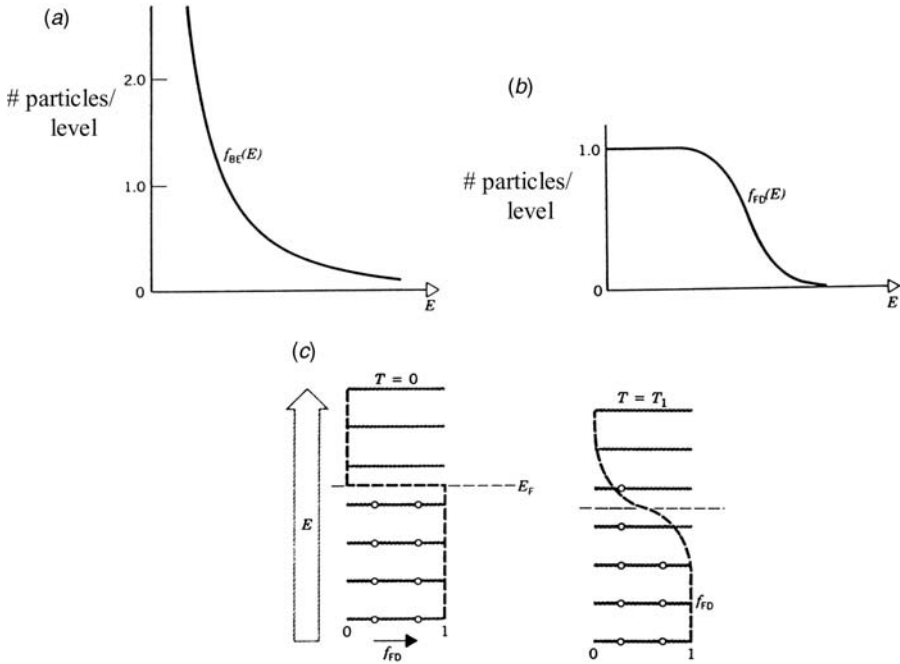 (a)
2.0
# particles/
level
f_BE(E)
1.0
0
E
(b)
1.0
# particles/
level
f_FD(E)
0
E
(c)
T = 0
E
E_F
0
1
f_FD
T = T₁
f_FD
0
1